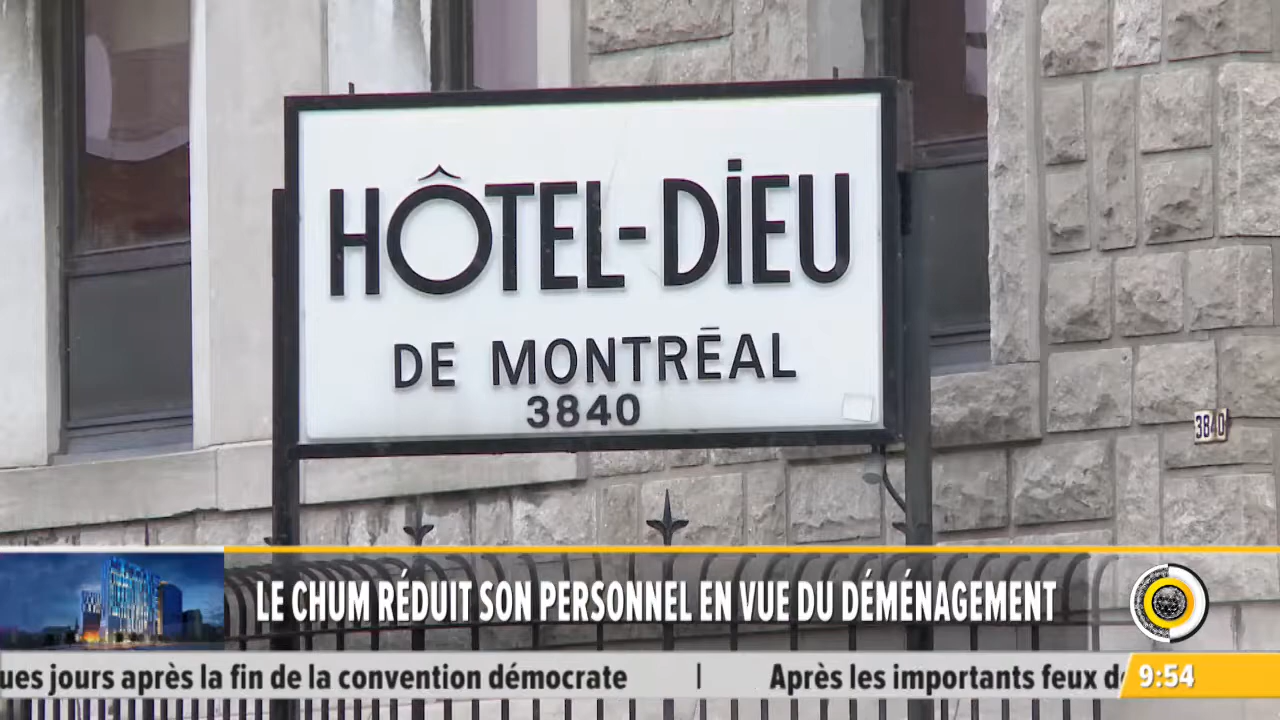 HÔTEL-DIEU
DE MONTRÉAL
3840
3840
LE CHUM RÉDUIT SON PERSONNEL EN VUE DU DÉMÉNAGEMENT
jours après la fin de la convention démocrate | Après les importants feux
9:54